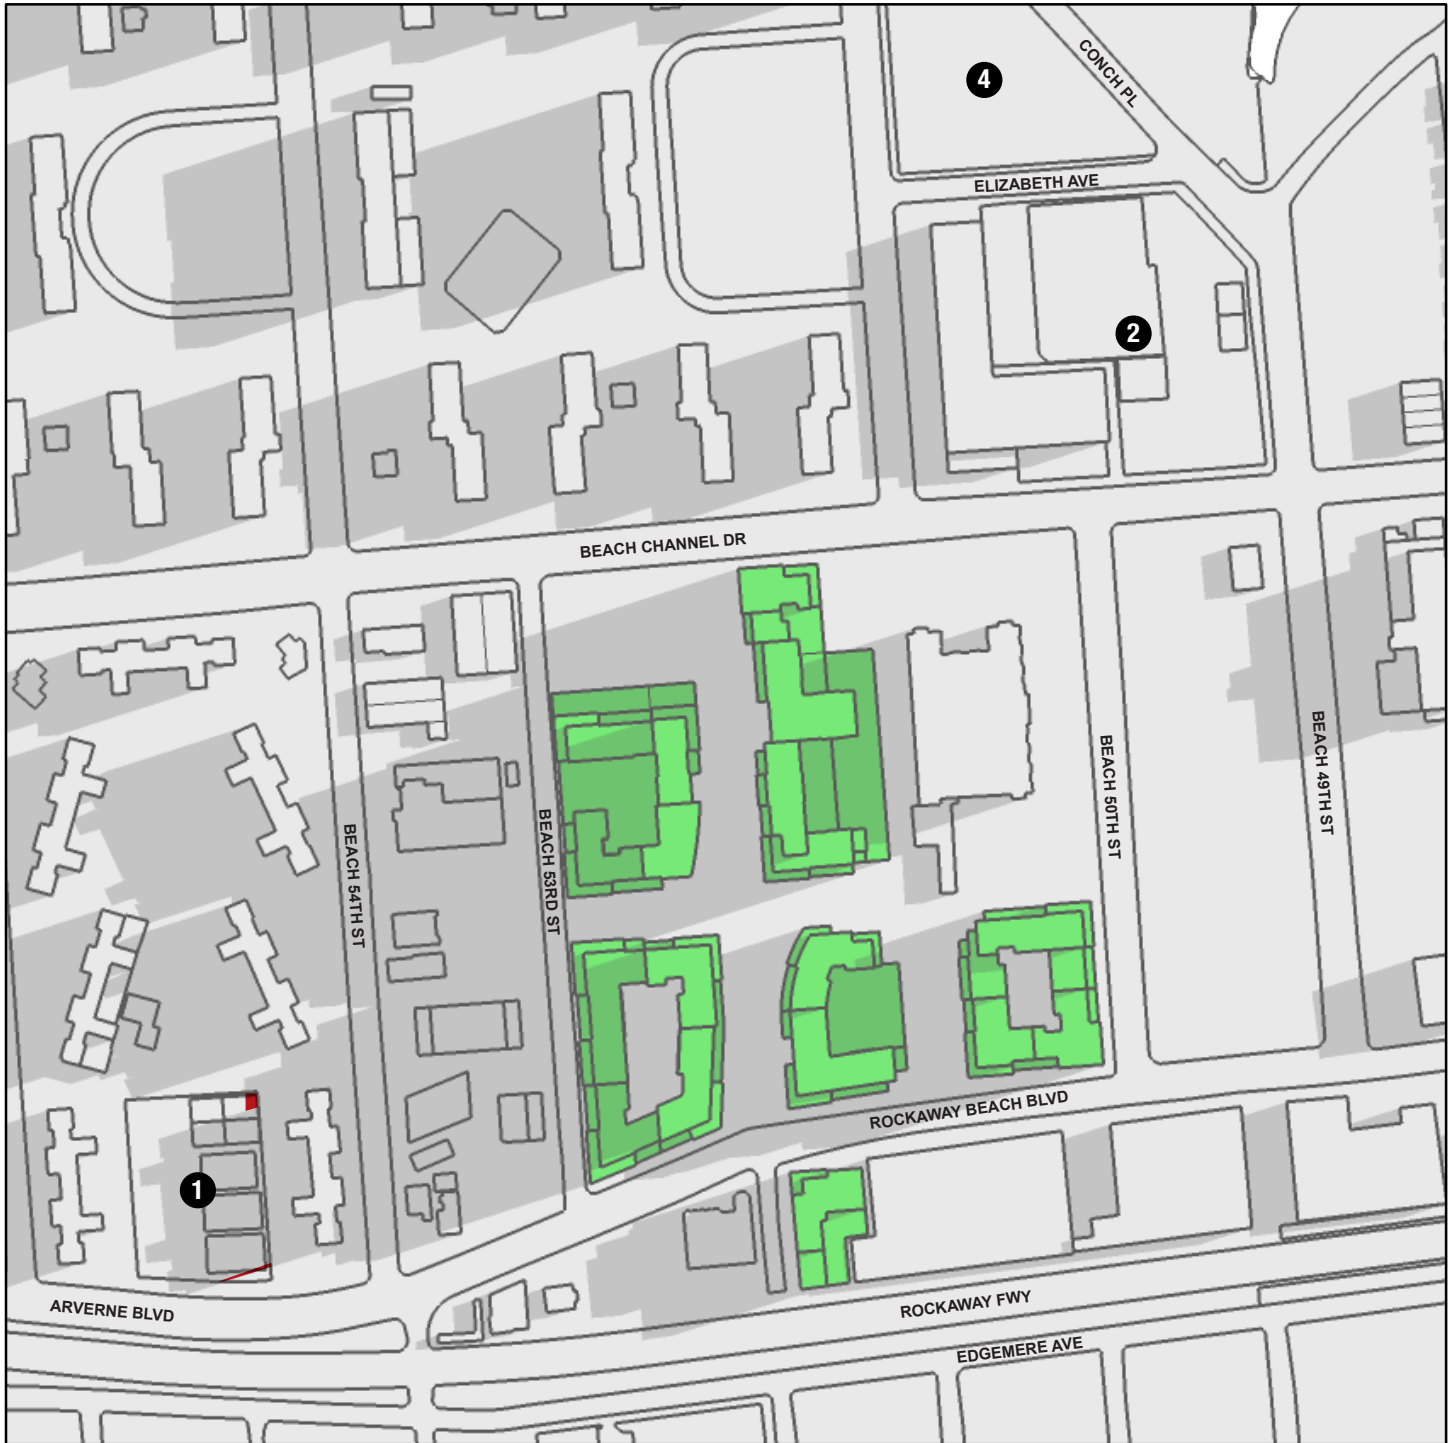 CONCH PL
4
ELIZABETH AVE
2
BEACH CHANNEL DR
BEACH 54TH ST
BEACH 53RD ST
BEACH 50TH ST
BEACH 49TH ST
1
ROCKAWAY BEACH BLVD
ARVERNE BLVD
ROCKAWAY FWY
EDGEMERE AVE